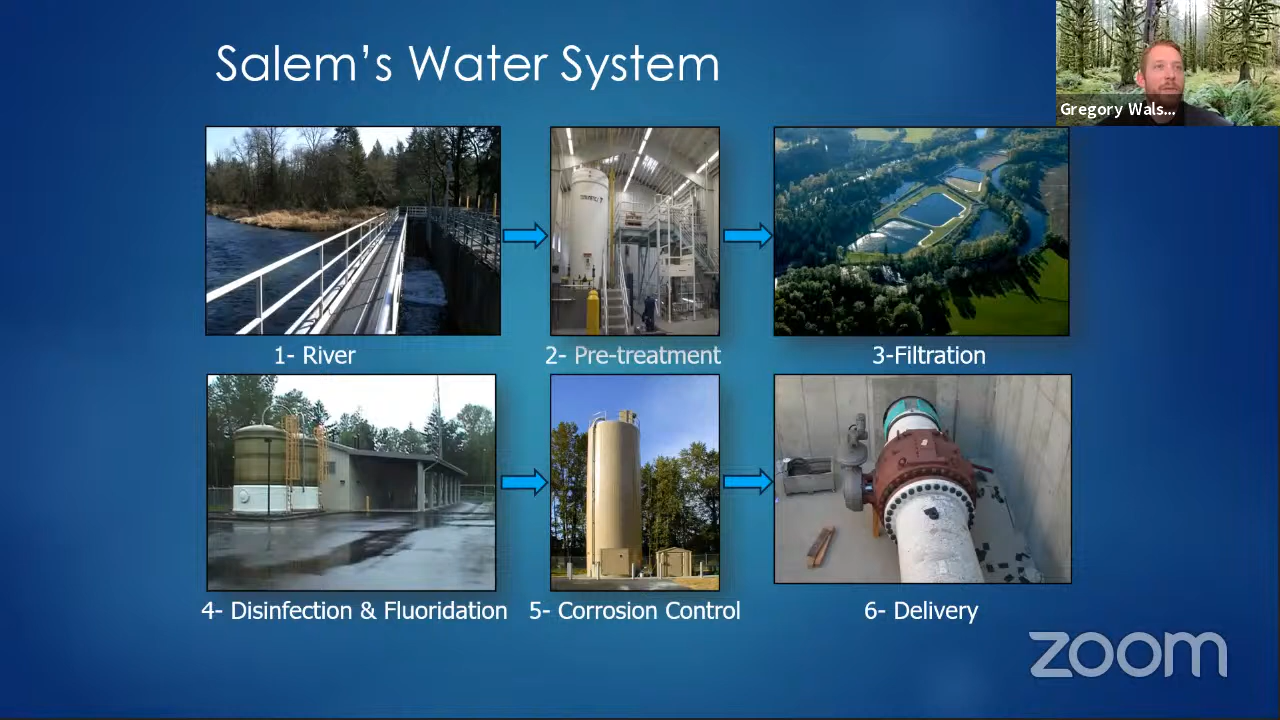 Salem's Water System
Gregory Wals...
1- River
2- Pre-treatment
3-Filtration
4- Disinfection & Fluoridation
5- Corrosion Control
6- Delivery
zoom